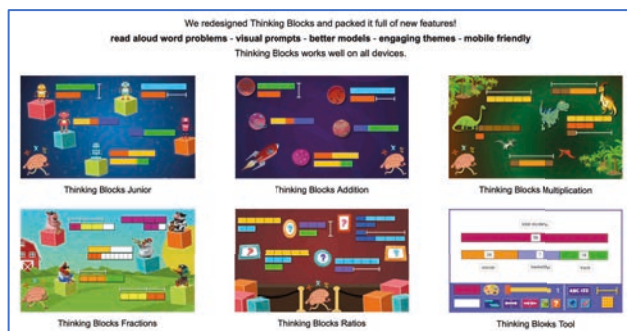 We redesigned Thinking Blocks and packed it full of new features!
read aloud word problems - visual prompts - better models - engaging themes - mobile friendly
Thinking Blocks works well on all devices.
Thinking Blocks Junior
Thinking Blocks Addition
Thinking Blocks Multiplication
Thinking Blocks Fractions
Thinking Blocks Ratios
Thinking Blocks Tool